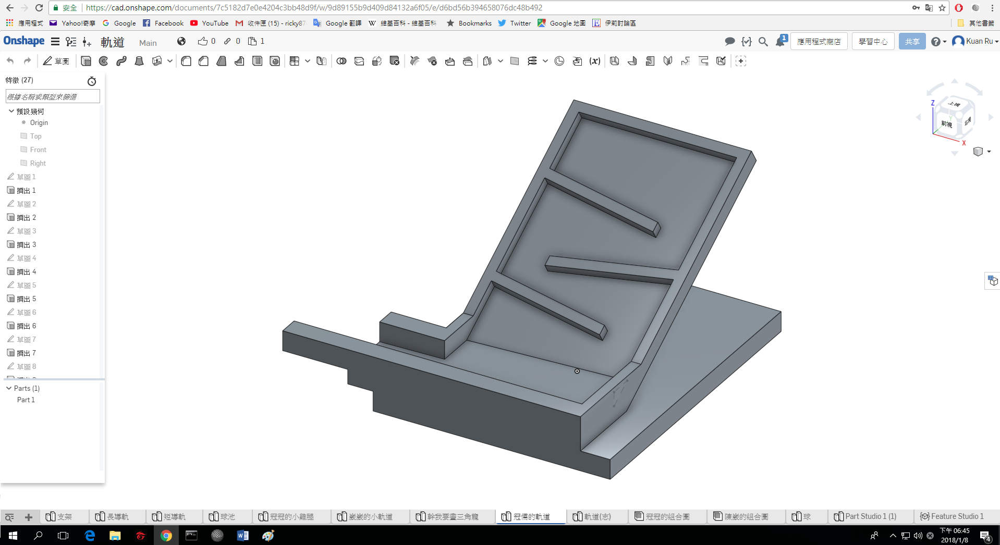 安全 https://cad.onshape.com/documents/7c5182d7e0e4204c3bb48d9f/w/9d89155b9d409d84132a6f05/e/d6bd56b394658076dc48b492
應用程式 Yahoo!奇摩 Google Facebook YouTube 收件匣 (15) - ricky87 Google 翻譯 維基百科 - 維基百科 Bookmarks Twitter Google 地圖 伊莉討論區 其他書籤
Onshape 軌道 Main 0 0 1 1 應用程式商店 學習中心 共享 Kuan Ru
草圖 (x)
特徵 (27)
根據名稱或類型來篩選
預設幾何
Origin
Top
Front
Right
草圖 1
擠出 1
草圖 2
擠出 2
草圖 3
擠出 3
草圖 4
擠出 4
草圖 5
擠出 5
草圖 6
擠出 6
草圖 7
擠出 7
草圖 8
Parts (1)
Part 1
Z
上視
Y
前視 右視
X
支架 長導軌 短導軌 球池 冠冠的小雞腿 崴崴的小軌道 幹我要畫三角龍 冠儒的軌道 軌道(志) 冠冠的組合圖 陳崴的組合圖 球 Part Studio 1 (1) Feature Studio 1
下午 06:45
2018/1/8
4